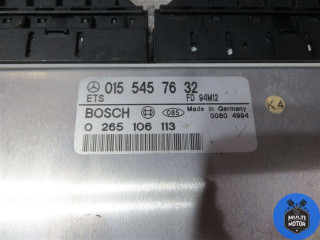 015 545 76 32
ETS FD 94M12
BOSCH 065 Made in Germany
0080 4994
0 265 106 113
K4
MULTI
MOTOR